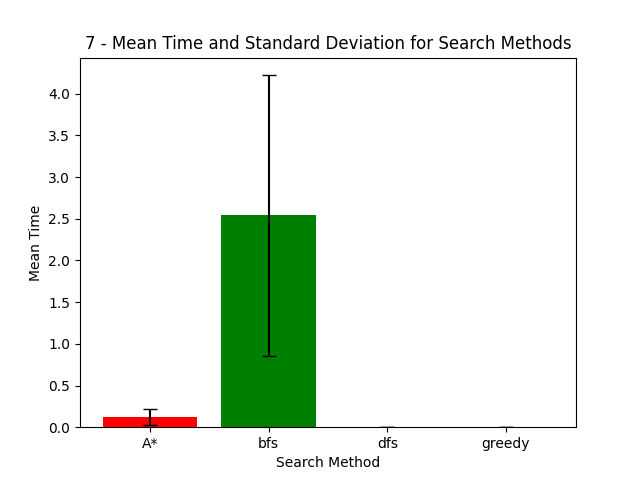 7 - Mean Time and Standard Deviation for Search Methods
4.0
3.5
3.0
2.5
2.0
1.5
1.0
0.5
0.0
Mean Time
A* bfs dfs greedy
Search Method